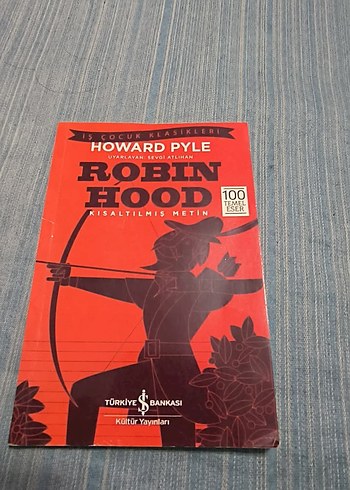 İŞ ÇOCUK KLASİKLERİ
HOWARD PYLE
UYARLAYAN: SEVGİ ATLIHAN
ROBIN
HOOD
100
TEMEL
ESER
KISALTILMIŞ METİN
TÜRKİYE İŞ BANKASI
Kültür Yayınları